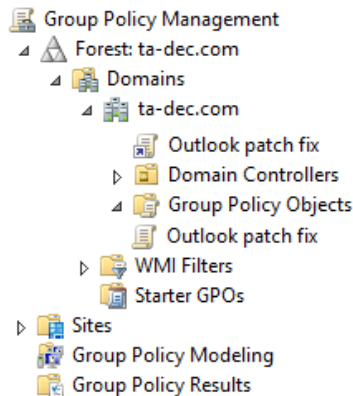 Group Policy Management
Forest: ta-dec.com
Domains
ta-dec.com
Outlook patch fix
Domain Controllers
Group Policy Objects
Outlook patch fix
WMI Filters
Starter GPOs
Sites
Group Policy Modeling
Group Policy Results